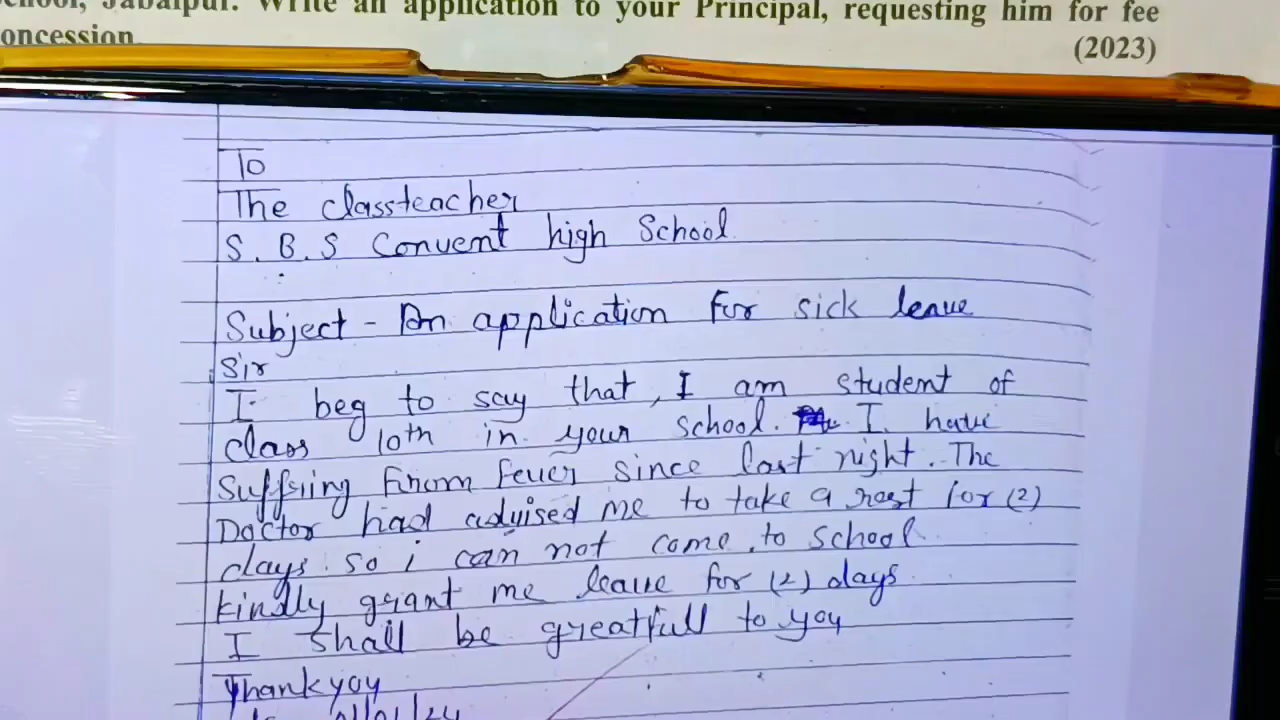 School, Jabalpur. Write an application to your Principal, requesting him for fee
oncession (2023)
To
The classteacher
S.B.S Convent high School
Subject - An application for sick leave
Sir
I beg to say that, I am student of
class 10th in your school. I have
suffsiing from fever since last night. The
Doctor had advised me to take a rest for (2)
days. so i can not come to school
kindly grant me leave for (2) days
I shall be greatfull to you
Thankyoy